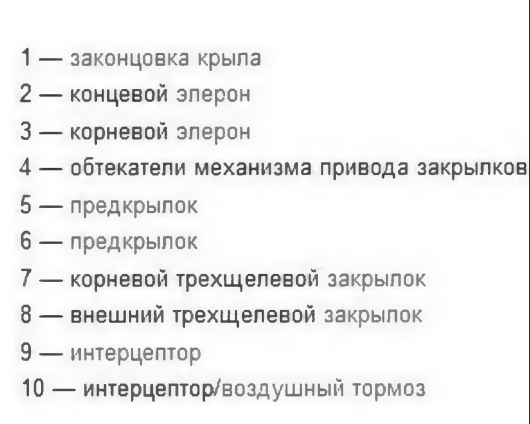 1 — законцовка крыла
2 — концевой элерон
3 — корневой элерон
4 — обтекатели механизма привода закрылков
5 — предкрылок
6 — предкрылок
7 — корневой трехщелевой закрылок
8 — внешний трехщелевой закрылок
9 — интерцептор
10 — интерцептор/воздушный тормоз